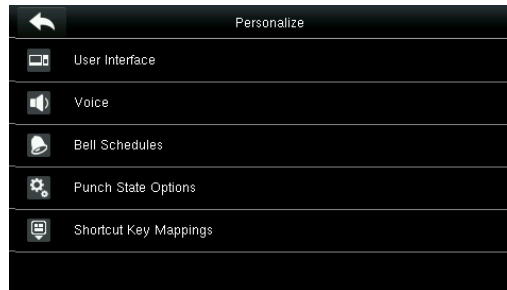 Personalize
User Interface
Voice
Bell Schedules
Punch State Options
Shortcut Key Mappings